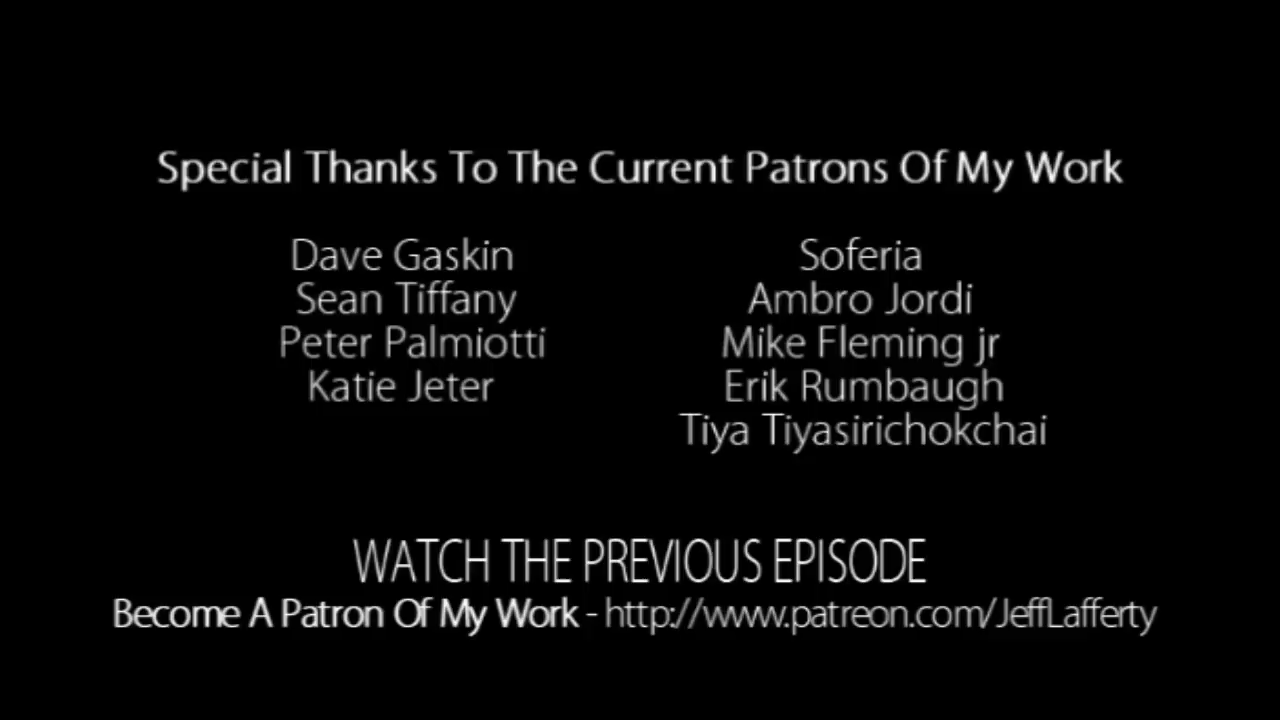 Special Thanks To The Current Patrons Of My Work
Dave Gaskin
Sean Tiffany
Peter Palmiotti
Katie Jeter
Soferia
Ambro Jordi
Mike Fleming jr
Erik Rumbaugh
Tiya Tiyasirichokchai
WATCH THE PREVIOUS EPISODE
Become A Patron Of My Work - http://www.patreon.com/JeffLafferty